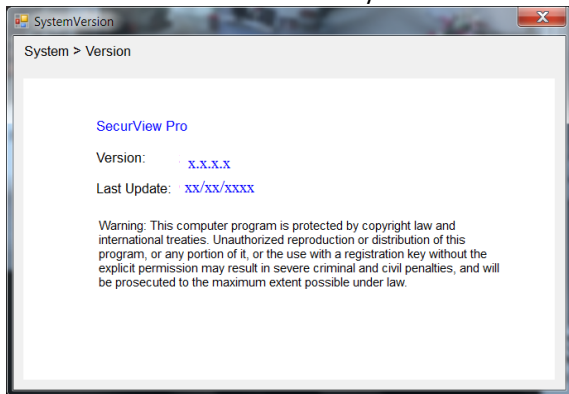 SystemVersion
System > Version
SecurView Pro
Version: x.x.x.x
Last Update: xx/xx/xxxx
Warning: This computer program is protected by copyright law and
international treaties. Unauthorized reproduction or distribution of this
program, or any portion of it, or the use with a registration key without the
explicit permission may result in severe criminal and civil penalties, and will
be prosecuted to the maximum extent possible under law.